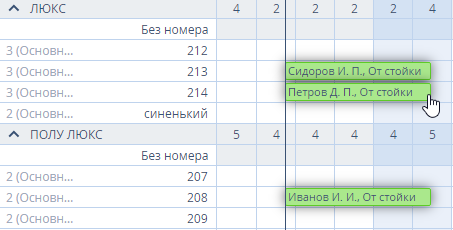 ЛЮКС 4 2 2 2 2 4
Без номера
3 (Основн... 212
3 (Основн... 213 Сидоров И. П., От стойки
3 (Основн... 214 Петров Д. П., От стойки
2 (Основн... синенький
ПОЛУ ЛЮКС 5 4 4 4 4 5
Без номера
2 (Основн... 207
2 (Основн... 208 Иванов И. И., От стойки
2 (Основн... 209